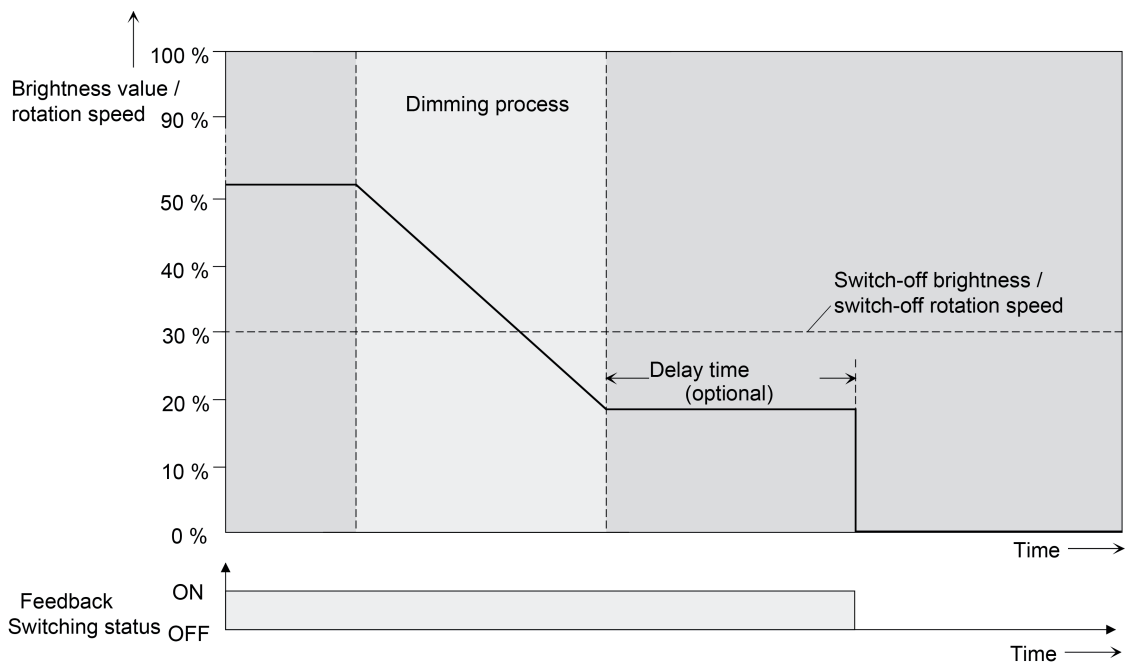 100 %
Brightness value /
rotation speed
90 %
Dimming process
50 %
40 %
Switch-off brightness /
switch-off rotation speed
30 %
Delay time
(optional)
20 %
10 %
0 %
Time
ON
Feedback
Switching status
OFF
Time